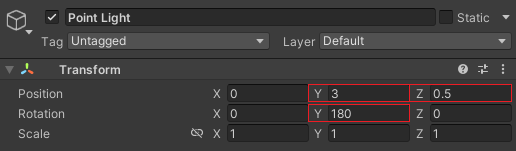 Point Light Static
Tag Untagged Layer Default
Transform
Position X 0 Y 3 Z 0.5
Rotation X 0 Y 180 Z 0
Scale X 1 Y 1 Z 1